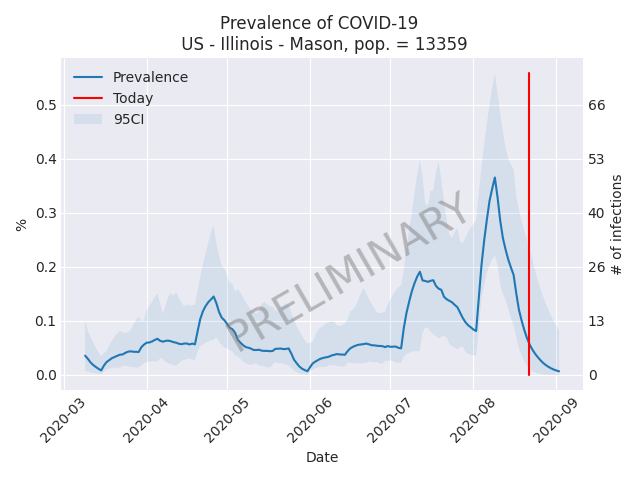 Prevalence of COVID-19
US - Illinois - Mason, pop. = 13359
Prevalence
Today
95CI
PRELIMINARY
%
0.5
0.4
0.3
0.2
0.1
0.0
66
53
40
26
13
0
# of infections
2020-03
2020-04
2020-05
2020-06
2020-07
2020-08
2020-09
Date